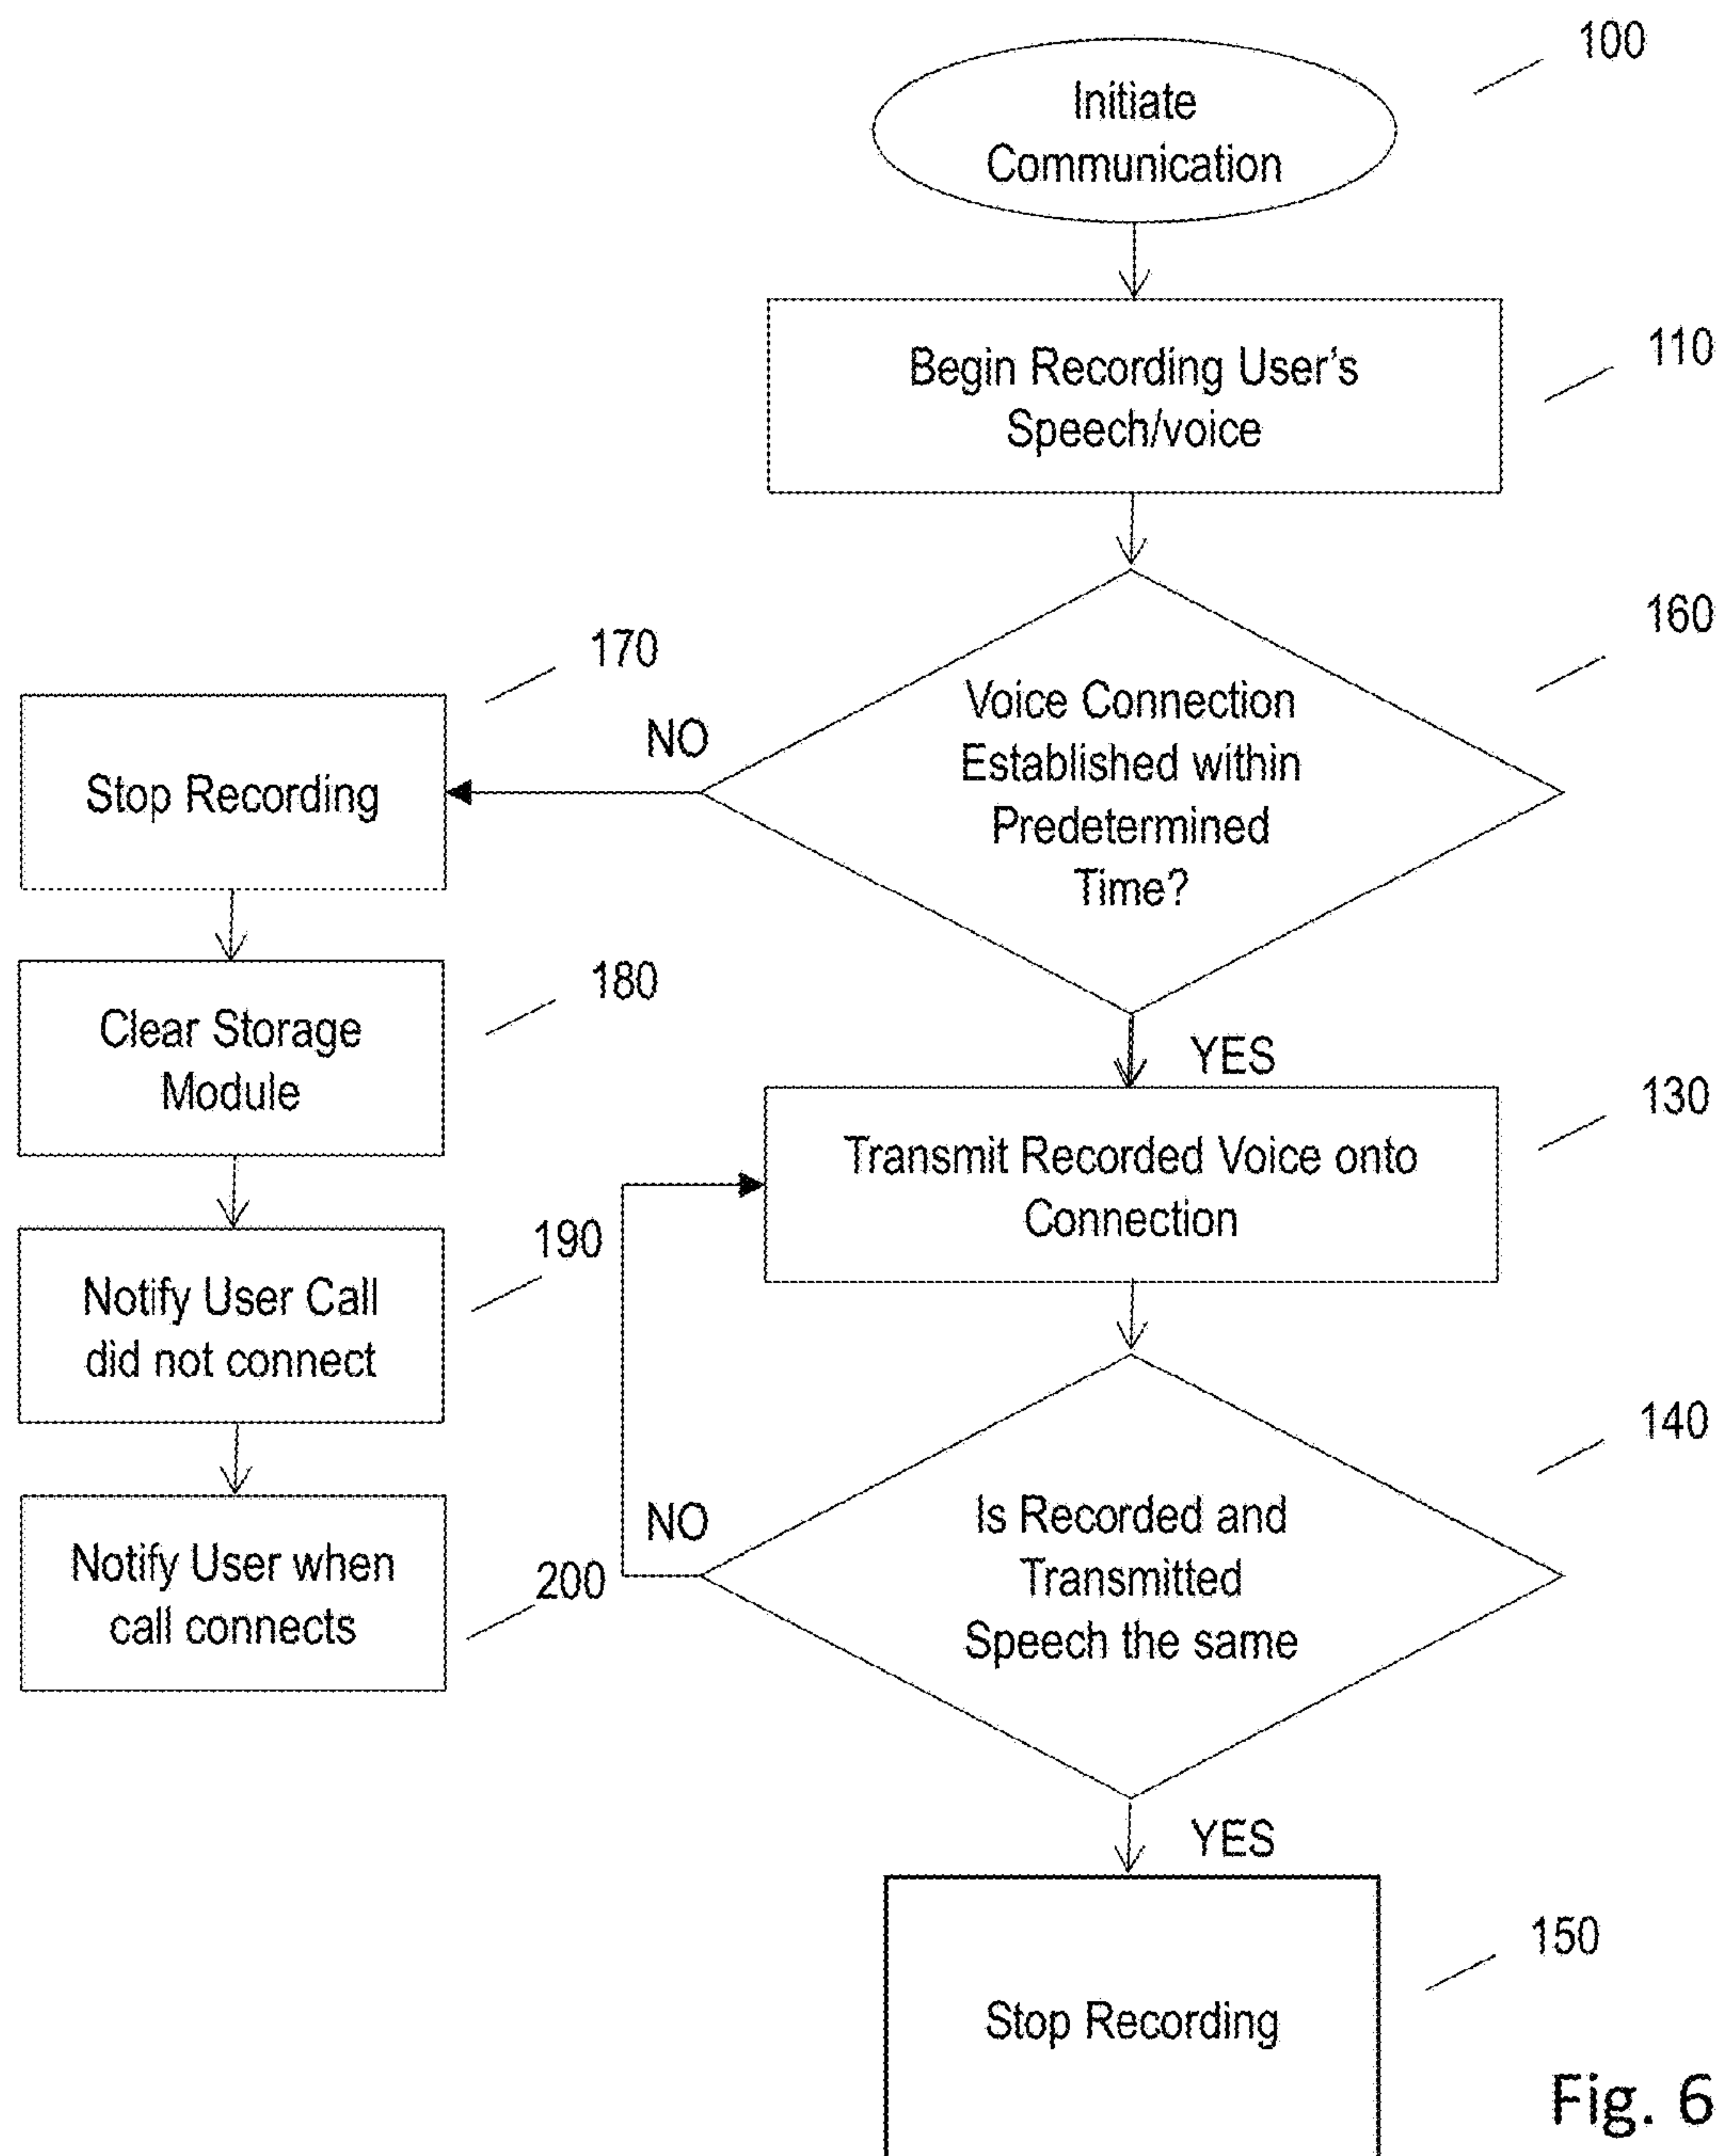 100
Initiate
Communication
110
Begin Recording User's
Speech/voice
160
Voice Connection
Established within
Predetermined
Time?
NO
170
Stop Recording
180
Clear Storage
Module
190
Notify User Call
did not connect
200
Notify User when
call connects
YES
130
Transmit Recorded Voice onto
Connection
140
Is Recorded and
Transmitted
Speech the same
NO
YES
150
Stop Recording
Fig. 6